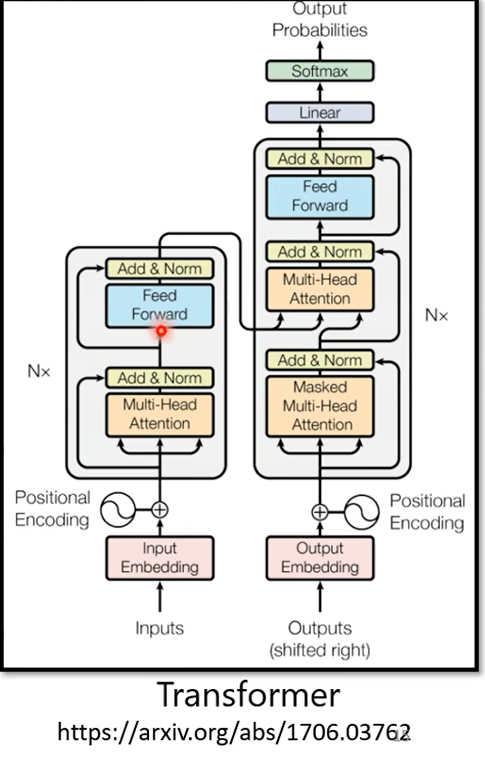 Output
Probabilities
Softmax
Linear
Add & Norm
Feed
Forward
Add & Norm
Multi-Head
Attention
Nx
Add & Norm
Masked
Multi-Head
Attention
Positional
Encoding
Output
Embedding
Outputs
(shifted right)
Add & Norm
Feed
Forward
Nx
Add & Norm
Multi-Head
Attention
Positional
Encoding
Input
Embedding
Inputs
Transformer
https://arxiv.org/abs/1706.03762